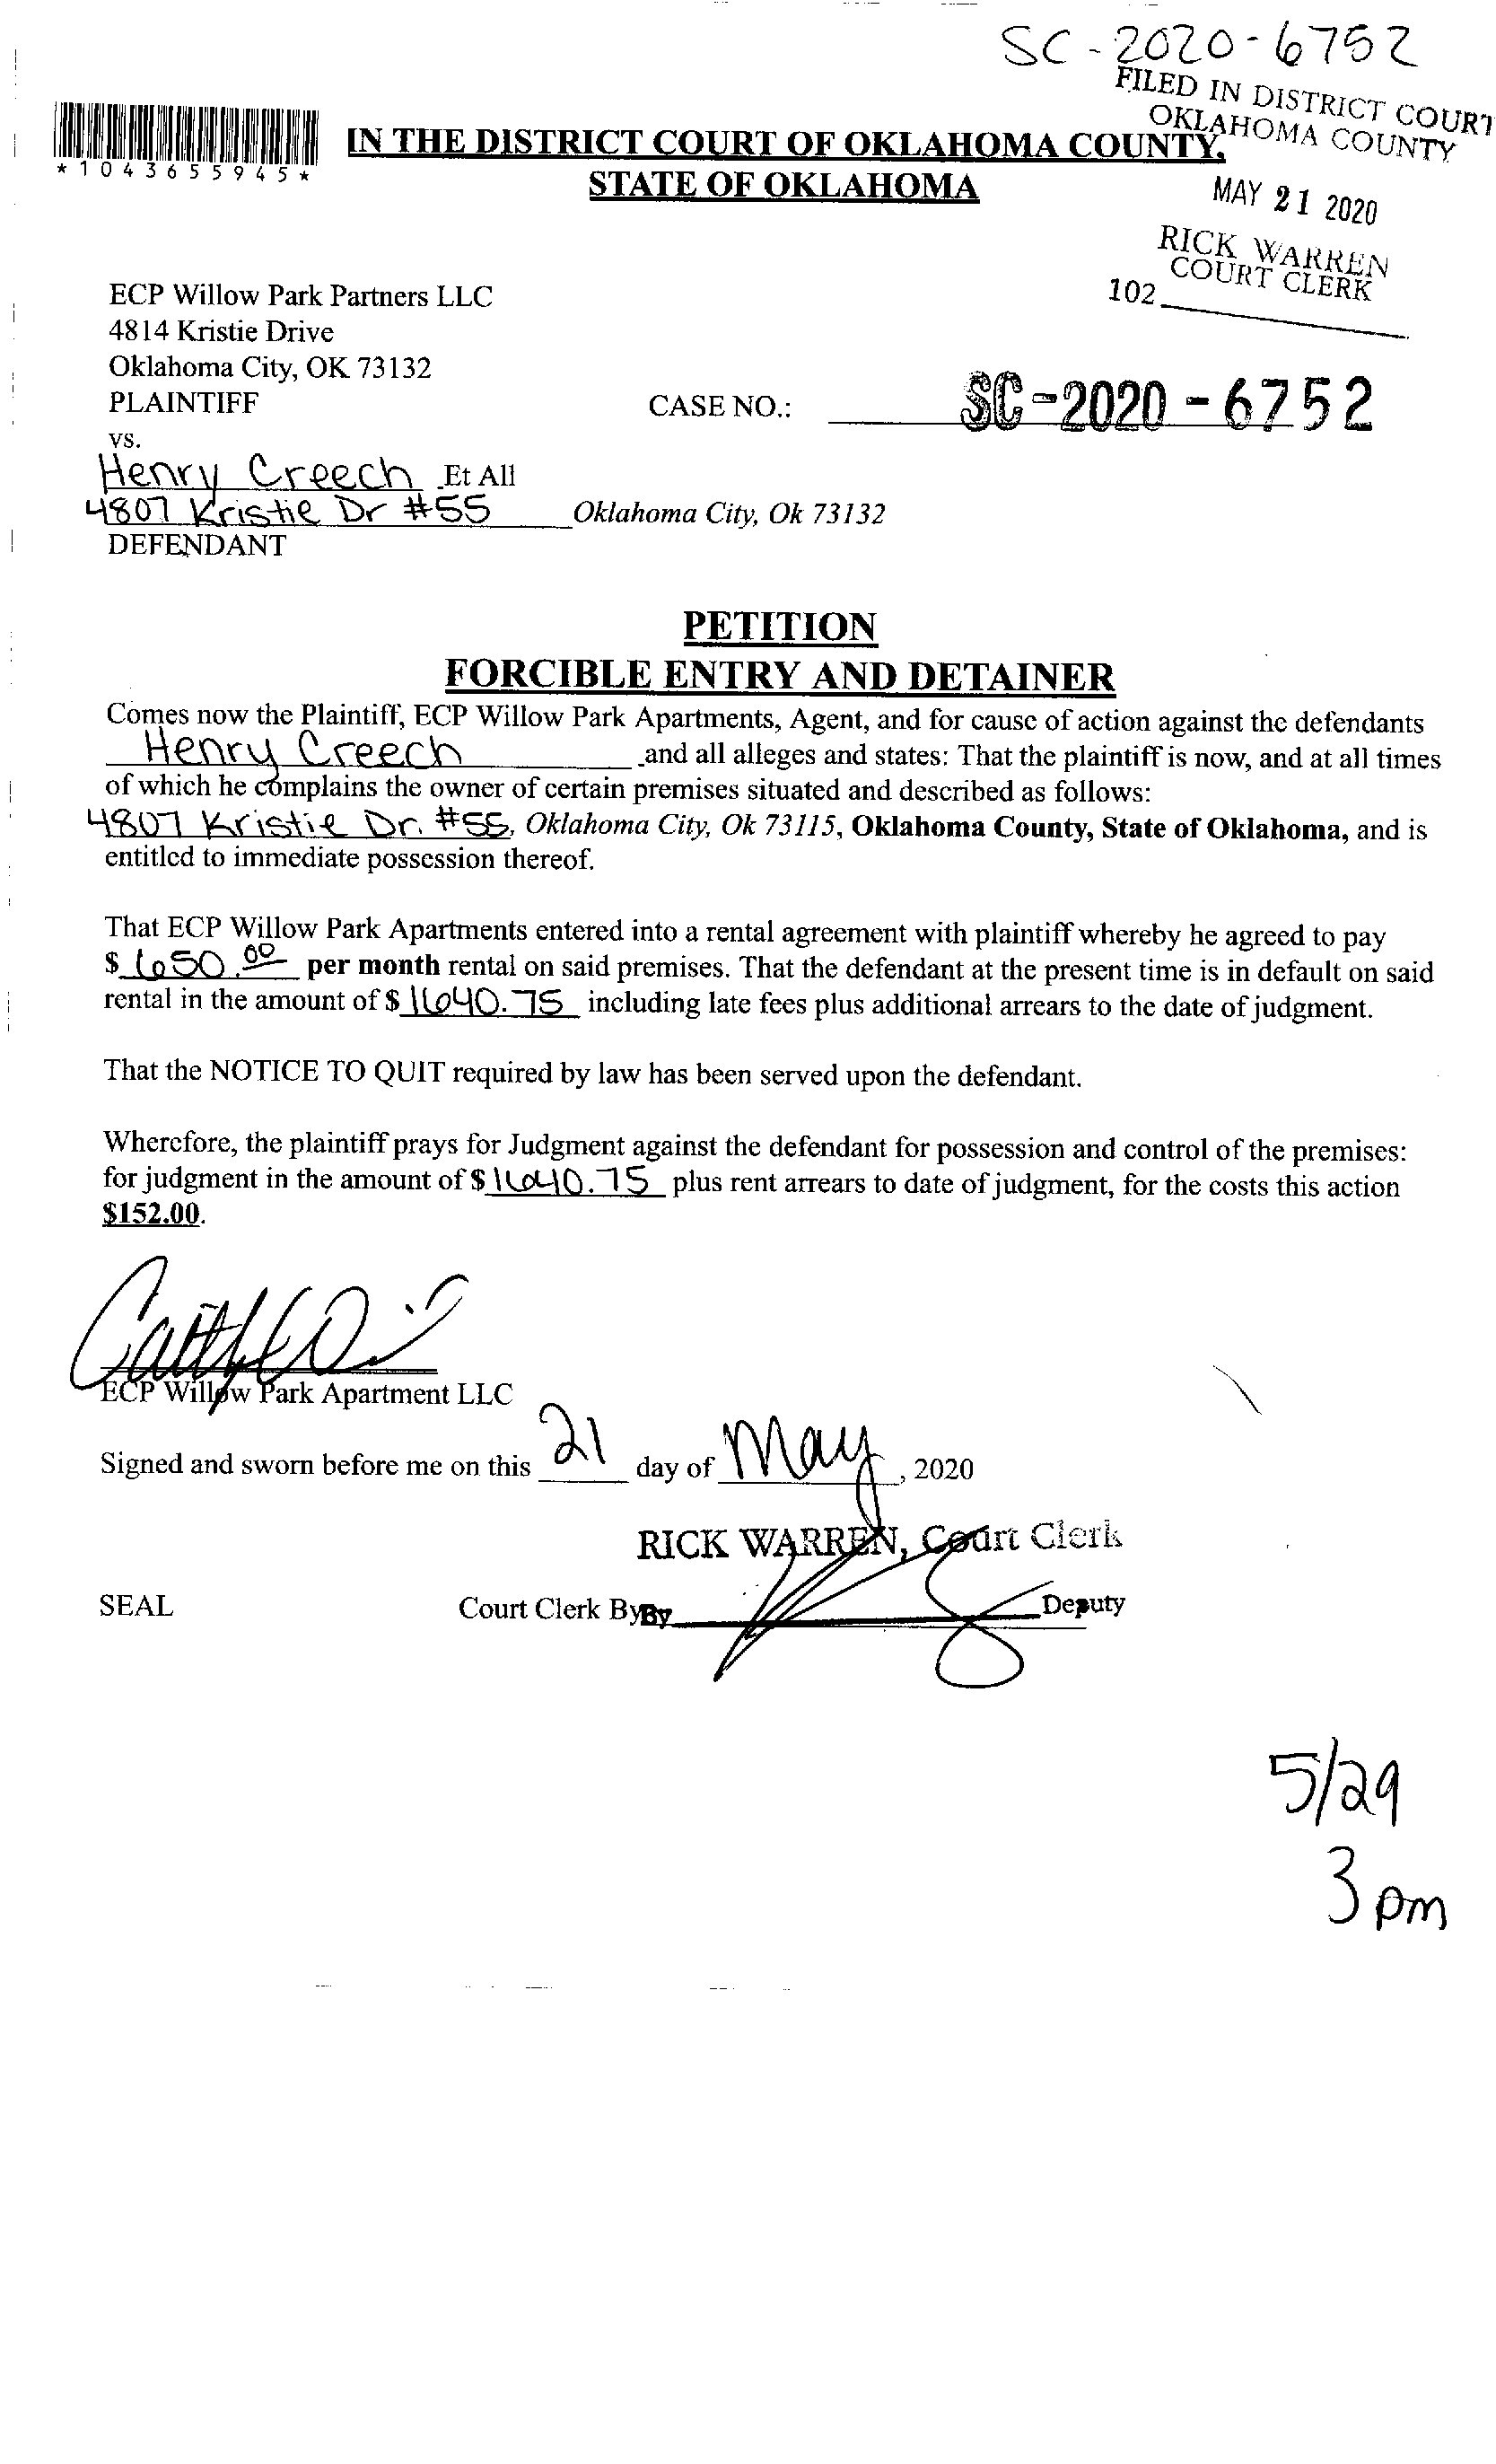 SC-2020-6752
FILED IN DISTRICT COURT
OKLAHOMA COUNTY
MAY 21 2020
RICK WARREN
COURT CLERK
102
*1043655945*
IN THE DISTRICT COURT OF OKLAHOMA COUNTY,
STATE OF OKLAHOMA
ECP Willow Park Partners LLC
4814 Kristie Drive
Oklahoma City, OK 73132
PLAINTIFF
CASE NO.: SC-2020-6752
vs.
Henry Creech Et All
4807 Kristie Dr #55 Oklahoma City, Ok 73132
DEFENDANT
PETITION
FORCIBLE ENTRY AND DETAINER
Comes now the Plaintiff, ECP Willow Park Apartments, Agent, and for cause of action against the defendants
Henry Creech and all alleges and states: That the plaintiff is now, and at all times
of which he complains the owner of certain premises situated and described as follows:
4807 Kristie Dr. #55, Oklahoma City, Ok 73115, Oklahoma County, State of Oklahoma, and is
entitled to immediate possession thereof.
That ECP Willow Park Apartments entered into a rental agreement with plaintiff whereby he agreed to pay
$ 650.00 per month rental on said premises. That the defendant at the present time is in default on said
rental in the amount of $ 1640.75 including late fees plus additional arrears to the date of judgment.
That the NOTICE TO QUIT required by law has been served upon the defendant.
Wherefore, the plaintiff prays for Judgment against the defendant for possession and control of the premises:
for judgment in the amount of $ 1640.75 plus rent arrears to date of judgment, for the costs this action
$152.00.
ECP Willow Park Apartment LLC
Signed and sworn before me on this 21 day of May, 2020
RICK WARREN, Court Clerk
SEAL
Court Clerk By By Deputy
5/29
3 pm